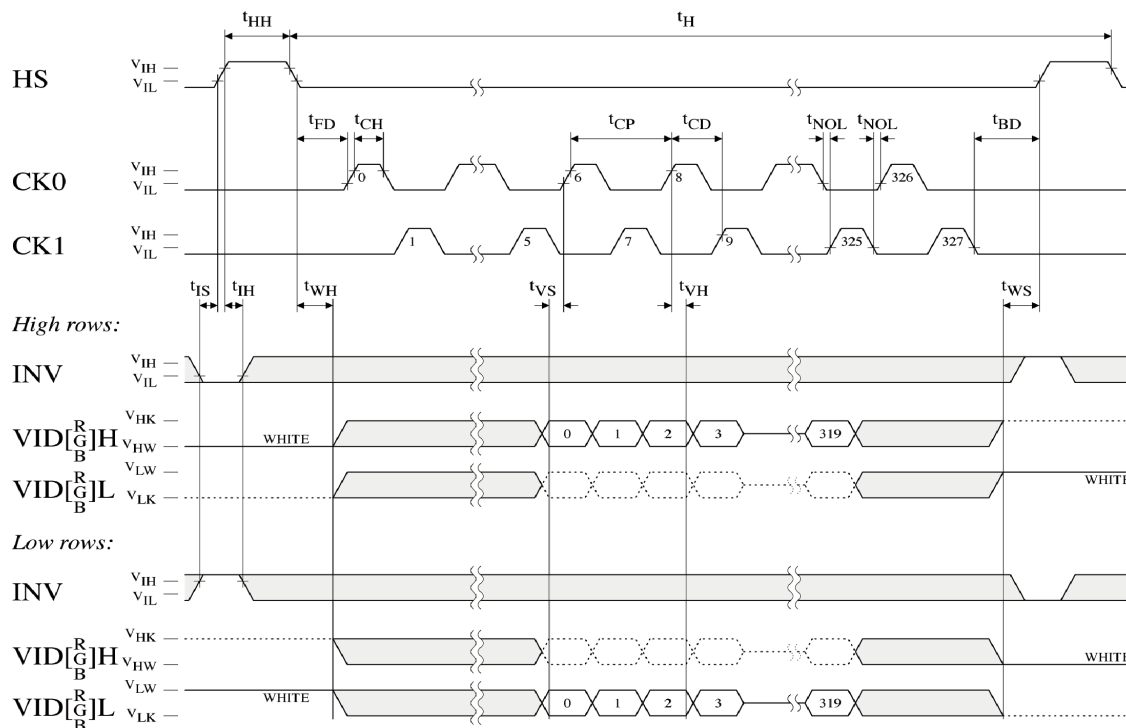 tHH tH
HS VIH VIL
tFD tCH tCP tCD tNOL tNOL tBD
CK0 VIH VIL 0 6 8 326
CK1 VIH VIL 1 5 7 9 325 327
tIS tIH tWH tVS tVH tWS
High rows:
INV VIH VIL
VID[RGB]H VHK VHW WHITE 0 1 2 3 319
VID[RGB]L VLW VLK WHITE
Low rows:
INV VIH VIL
VID[RGB]H VHK VHW WHITE
VID[RGB]L VLW VLK WHITE 0 1 2 3 319